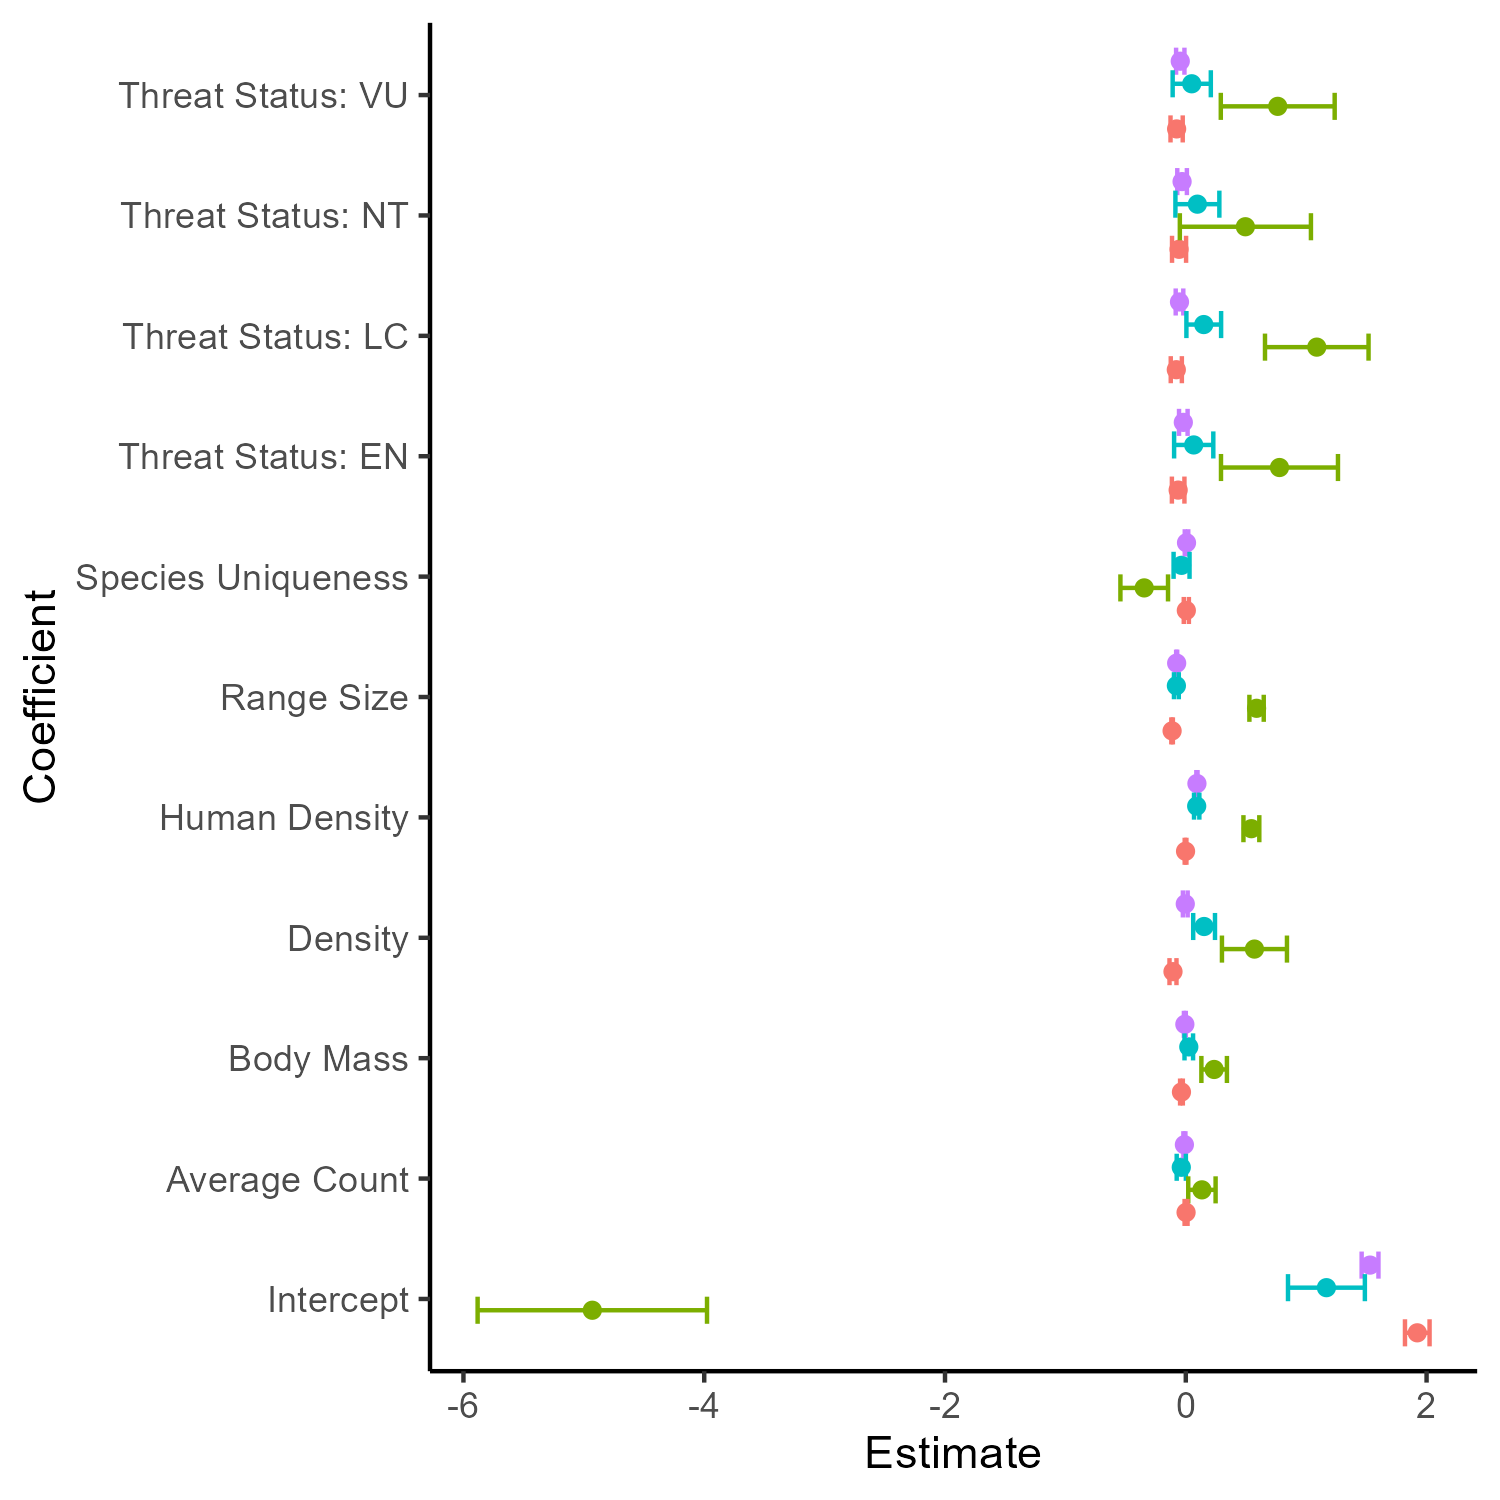 Threat Status: VU
Threat Status: NT
Threat Status: LC
Threat Status: EN
Species Uniqueness
Range Size
Human Density
Density
Body Mass
Average Count
Intercept
Coefficient
-6 -4 -2 0 2
Estimate